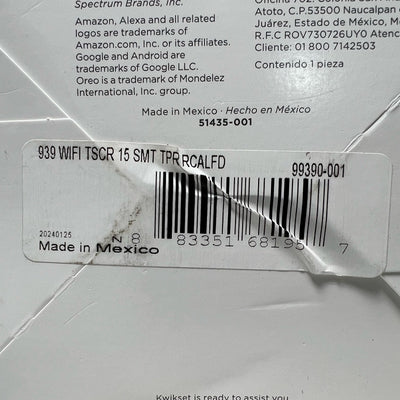 Spectrum Brands, Inc.
Amazon, Alexa and all related
logos are trademarks of
Amazon.com, Inc. or its affiliates.
Google and Android are
trademarks of Google LLC.
Oreo is a trademark of Mondelez
International, Inc. group.
Atoto, C.P.53500 Naucalpan
Juárez, Estado de México, M
R.F.C ROV730726UYO Atenc
Cliente: 01 800 7142503
Contenido 1 pieza
Made in Mexico · Hecho en México
51435-001
939 WIFI TSCR 15 SMT TPR RCALFD
99390-001
20240125
Made in Mexico
N 8 83351 68195 7
Kwikset is ready to assist you